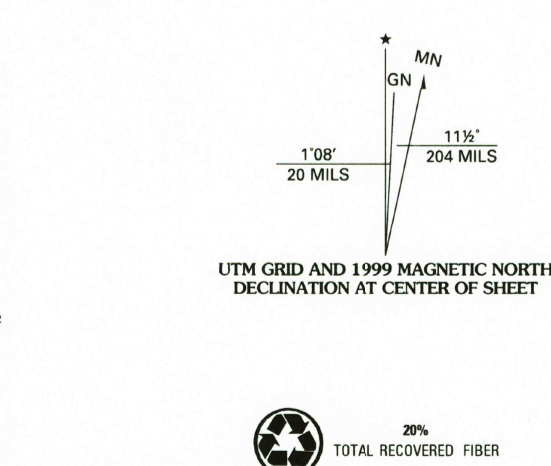 ★
MN
GN
1°08′
20 MILS
11½°
204 MILS
UTM GRID AND 1999 MAGNETIC NORTH
DECLINATION AT CENTER OF SHEET
20%
TOTAL RECOVERED FIBER